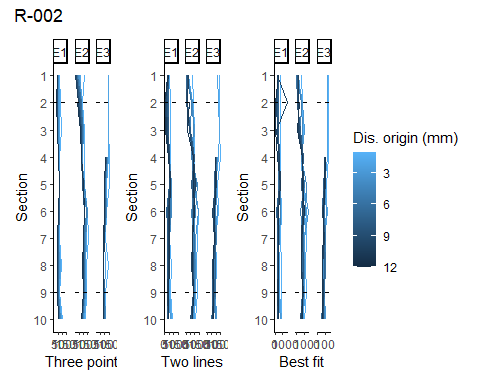 R-002
E1 E2 E3 E1 E2 E3 E1 E2 E3
1 1 1
2 2 2
3 3 3
4 4 4
5 5 5
6 6 6
7 7 7
8 8 8
9 9 9
10 10 10
Section Section Section
Three point Two lines Best fit
Dis. origin (mm)
3
6
9
12